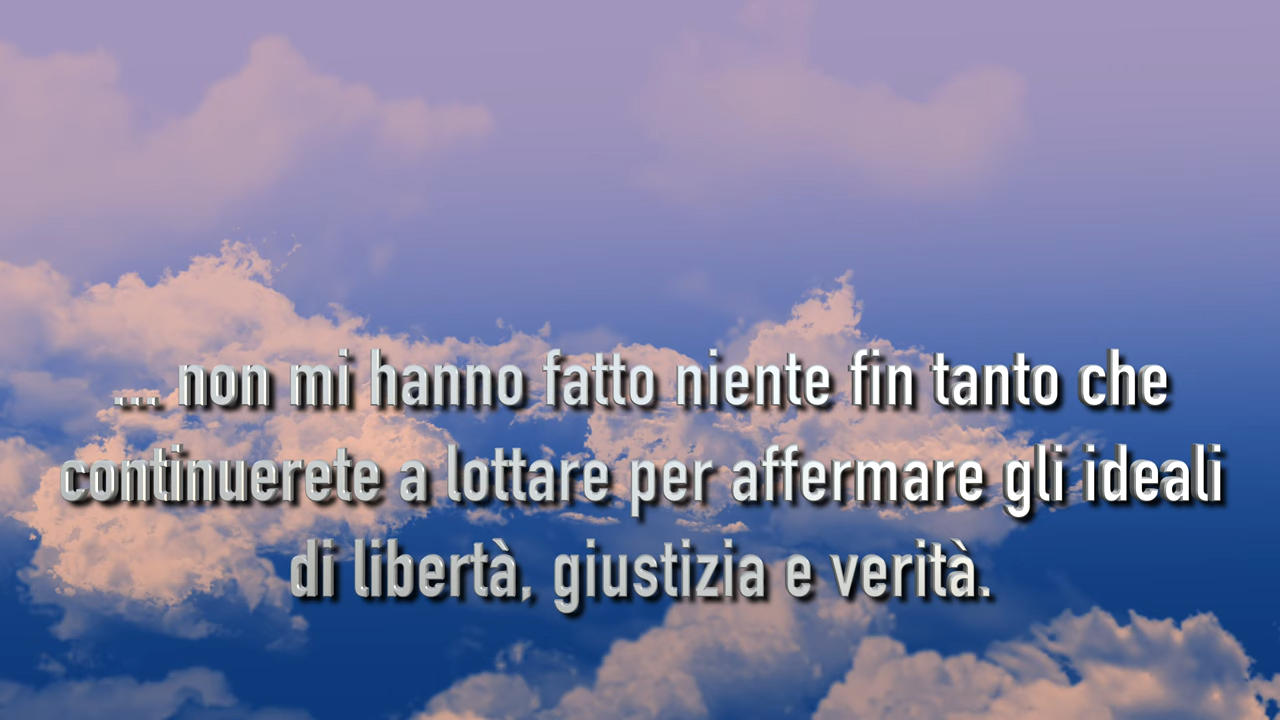 ... non mi hanno fatto niente fin tanto che
continuerete a lottare per affermare gli ideali
di libertà, giustizia e verità.